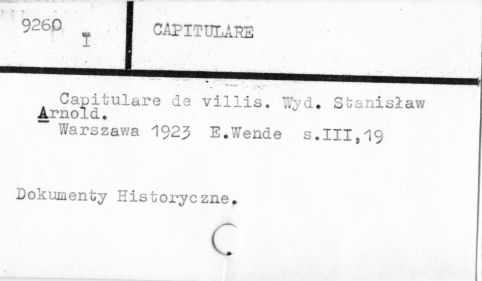 9260 I
CAPITULARE
Capitulare de villis. Wyd. Stanisław
Arnold.
Warszawa 1923 E.Wende s.III,19
Dokumenty Historyczne.